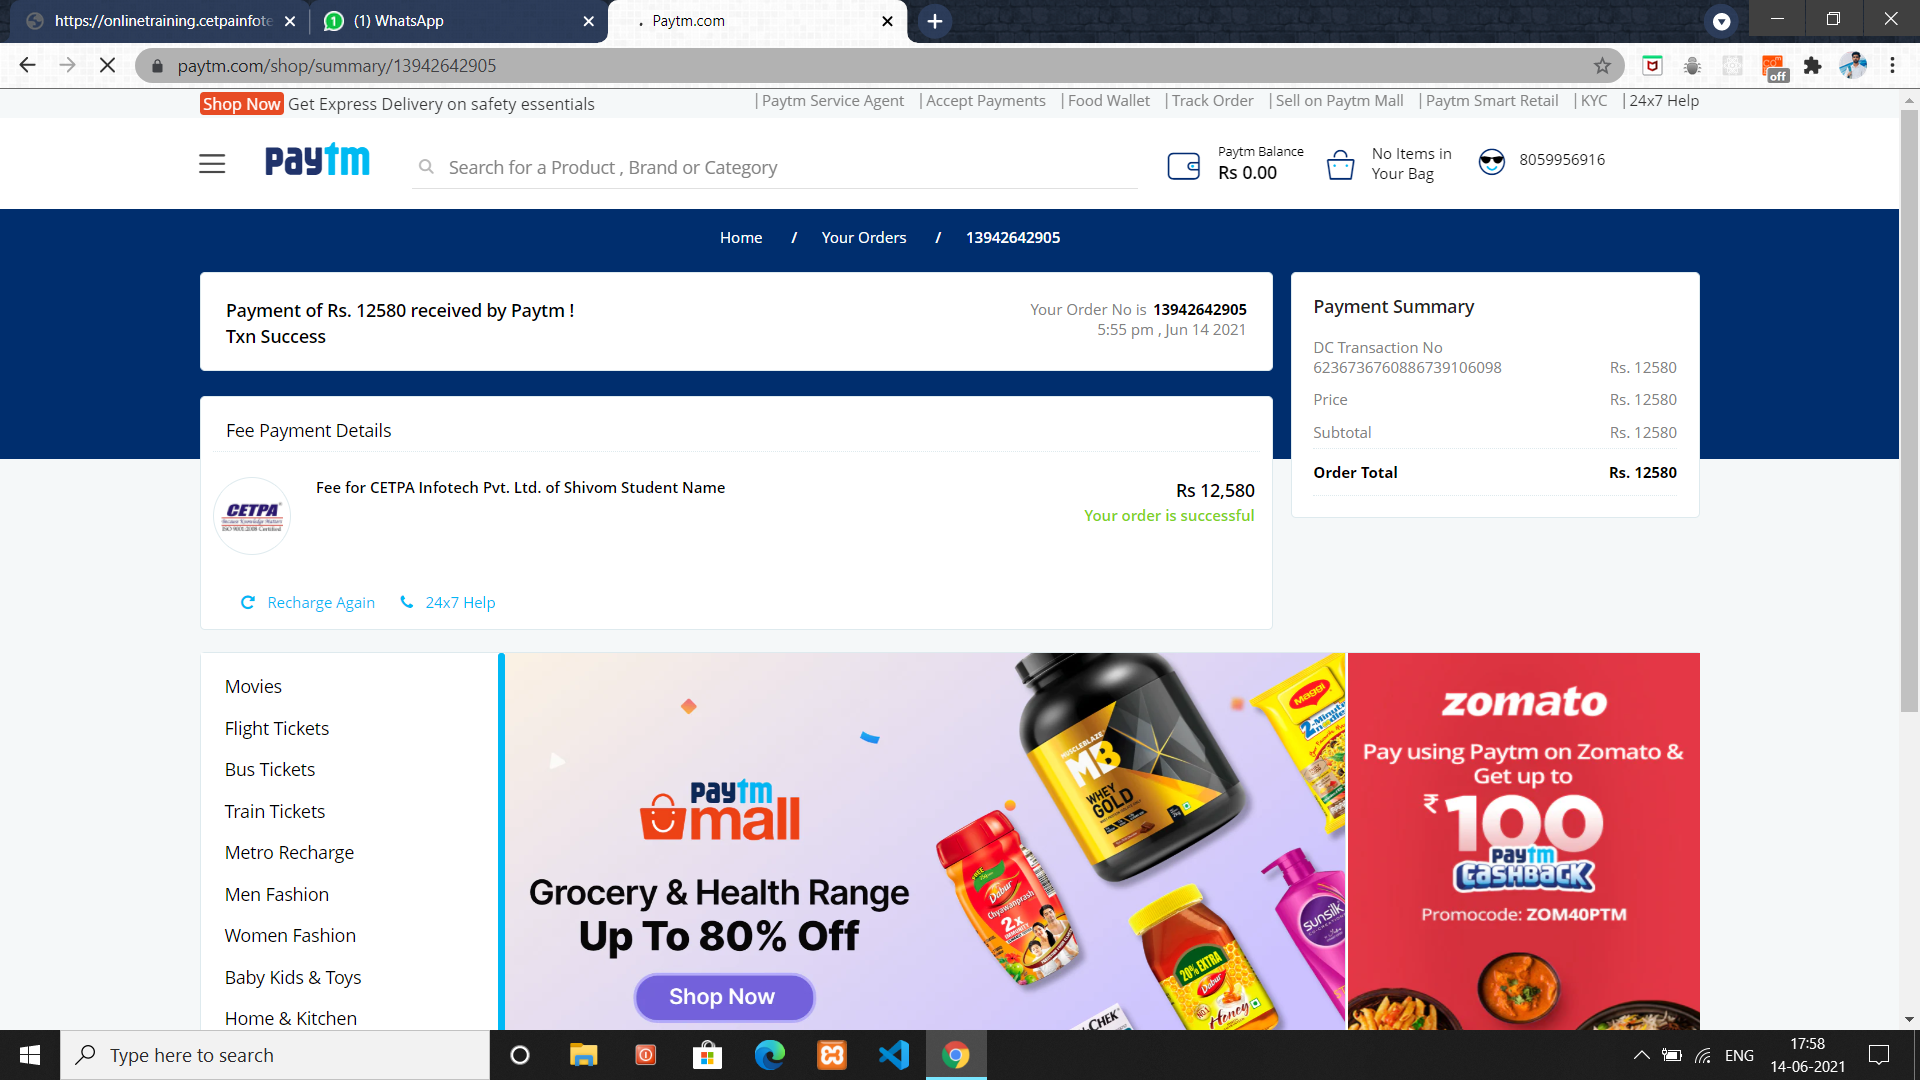 https://onlinetraining.cetpainfote
(1) WhatsApp
Paytm.com
paytm.com/shop/summary/13942642905
off
Shop Now Get Express Delivery on safety essentials
| Paytm Service Agent | Accept Payments | Food Wallet | Track Order | Sell on Paytm Mall | Paytm Smart Retail | KYC | 24x7 Help
paytm
Search for a Product , Brand or Category
Paytm Balance
Rs 0.00
No Items in
Your Bag
8059956916
Home / Your Orders / 13942642905
Payment of Rs. 12580 received by Paytm !
Txn Success
Your Order No is 13942642905
5:55 pm , Jun 14 2021
Payment Summary
DC Transaction No
6236736760886739106098 Rs. 12580
Price Rs. 12580
Subtotal Rs. 12580
Order Total Rs. 12580
Fee Payment Details
CETPA
Fee for CETPA Infotech Pvt. Ltd. of Shivom Student Name
Rs 12,580
Your order is successful
Recharge Again
24x7 Help
Movies
Flight Tickets
Bus Tickets
Train Tickets
Metro Recharge
Men Fashion
Women Fashion
Baby Kids & Toys
Home & Kitchen
paytm
mall
Grocery & Health Range
Up To 80% Off
Shop Now
MUSCLEBLAZE
MB
WHEY
GOLD
Maggi
2-Minute
Dabur
Chyawanprash
2x
20% EXTRA
Dabur
Honey
sunsilk
zomato
Pay using Paytm on Zomato &
Get up to
₹100
paytm
CASHBACK
Promocode: ZOM40PTM
Type here to search
ENG
17:58
14-06-2021